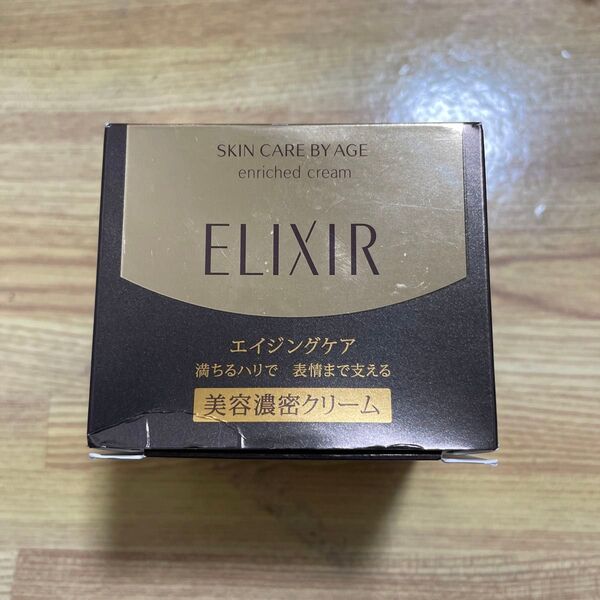 SKIN CARE BY AGE
enriched cream
ELIXIR
エイジングケア
満ちるハリで 表情まで支える
美容濃密クリーム